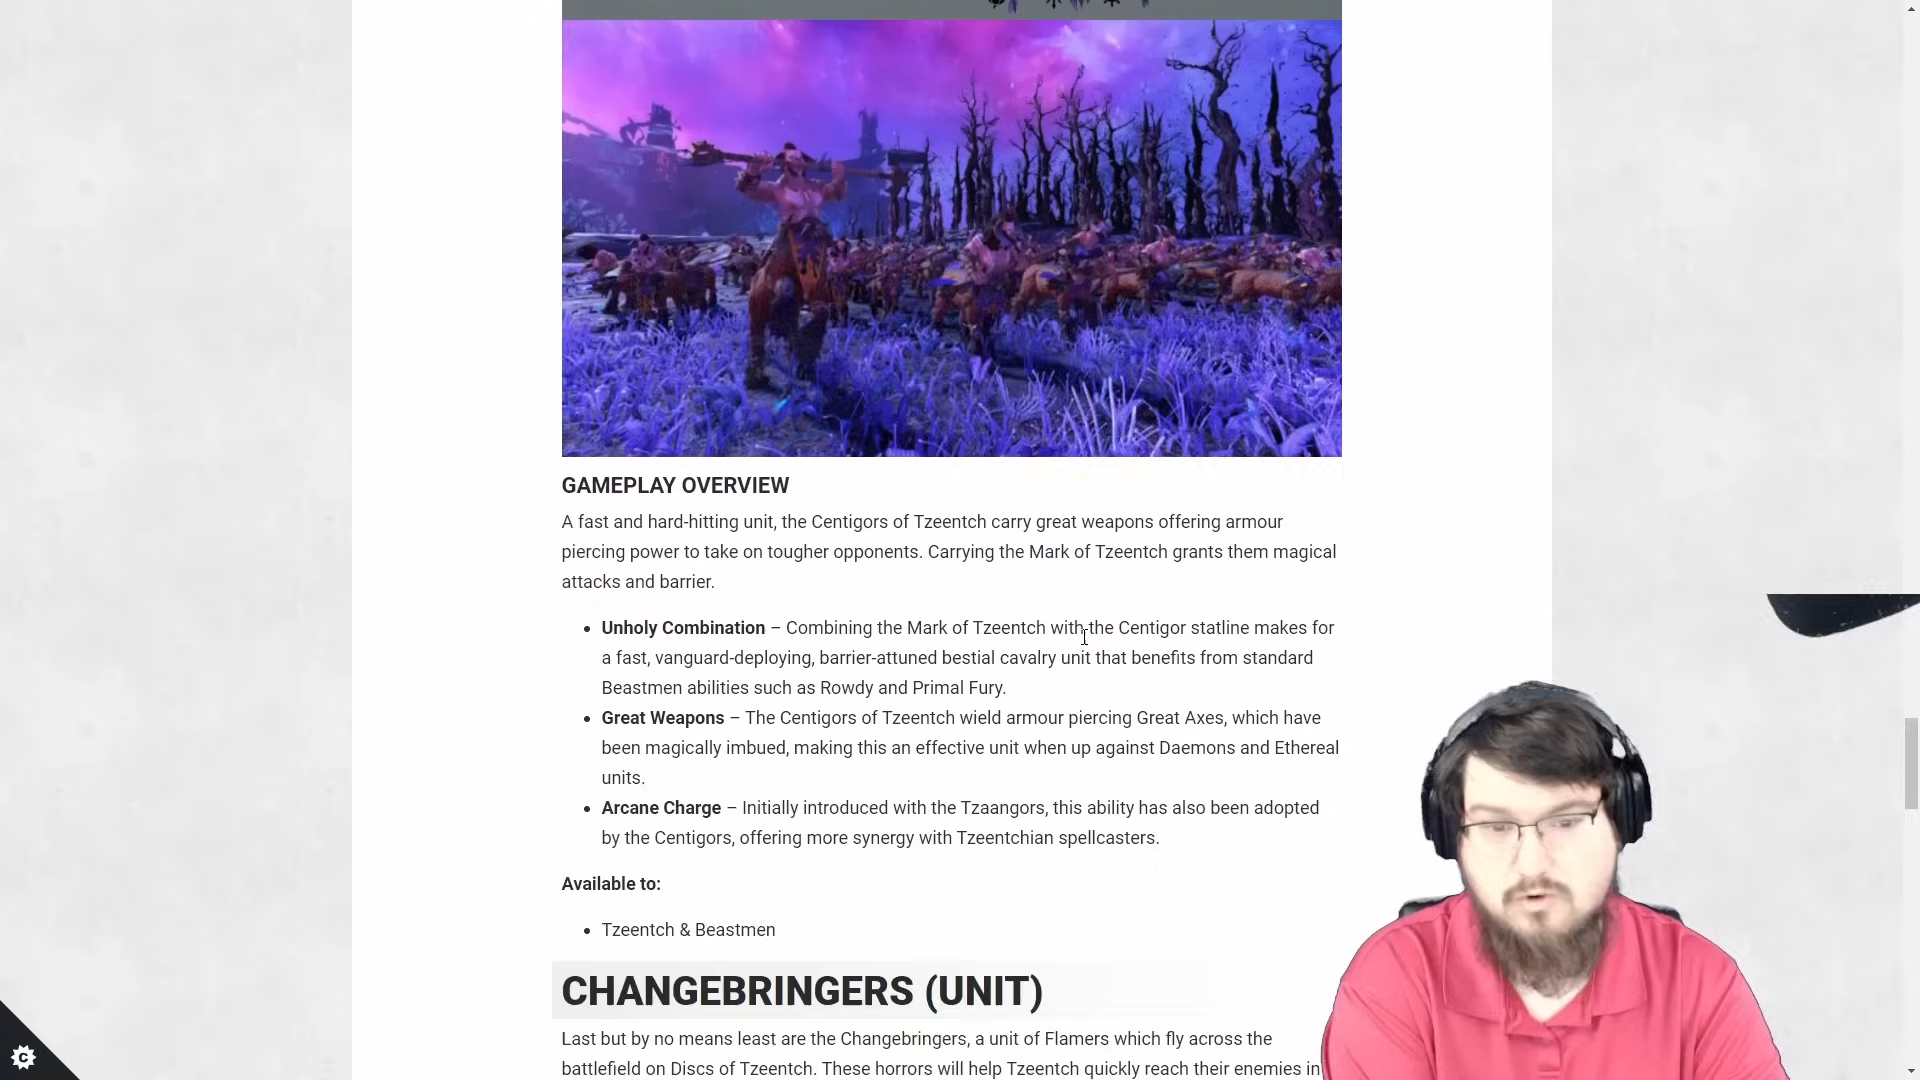 GAMEPLAY OVERVIEW
A fast and hard-hitting unit, the Centigors of Tzeentch carry great weapons offering armour
piercing power to take on tougher opponents. Carrying the Mark of Tzeentch grants them magical
attacks and barrier.
• Unholy Combination – Combining the Mark of Tzeentch with the Centigor statline makes for
a fast, vanguard-deploying, barrier-attuned bestial cavalry unit that benefits from standard
Beastmen abilities such as Rowdy and Primal Fury.
• Great Weapons – The Centigors of Tzeentch wield armour piercing Great Axes, which have
been magically imbued, making this an effective unit when up against Daemons and Ethereal
units.
• Arcane Charge – Initially introduced with the Tzaangors, this ability has also been adopted
by the Centigors, offering more synergy with Tzeentchian spellcasters.
Available to:
• Tzeentch & Beastmen
CHANGEBRINGERS (UNIT)
Last but by no means least are the Changebringers, a unit of Flamers which fly across the
battlefield on Discs of Tzeentch. These horrors will help Tzeentch quickly reach their enemies in